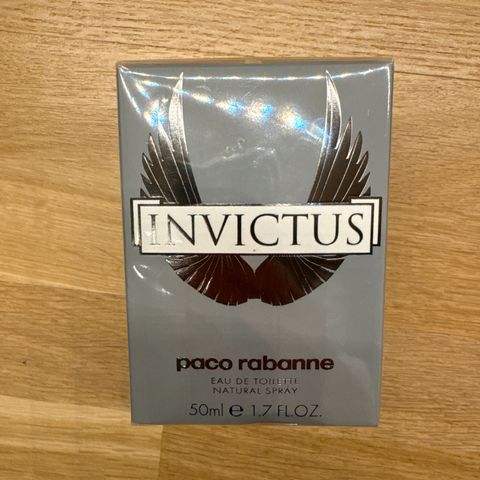 INVICTUS
paco rabanne
EAU DE TOILETTE
NATURAL SPRAY
50ml e 1.7 FL.OZ.